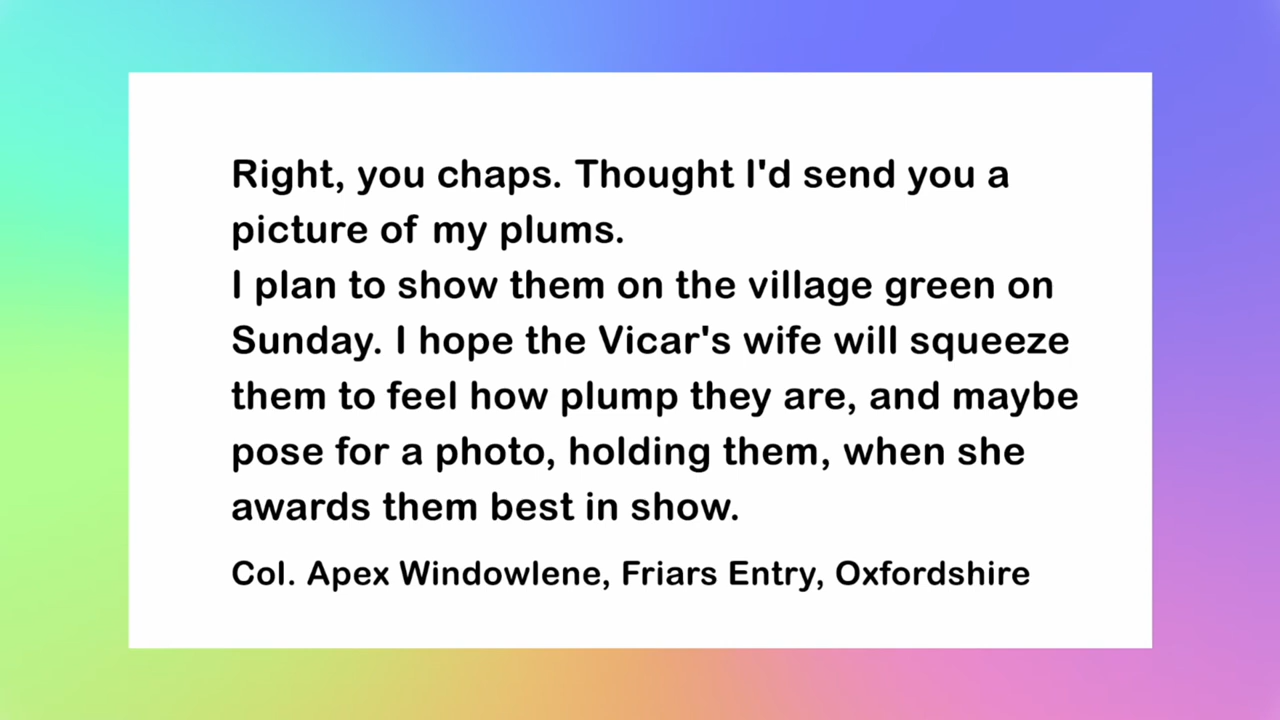 Right, you chaps. Thought I'd send you a
picture of my plums.
I plan to show them on the village green on
Sunday. I hope the Vicar's wife will squeeze
them to feel how plump they are, and maybe
pose for a photo, holding them, when she
awards them best in show.
Col. Apex Windowlene, Friars Entry, Oxfordshire